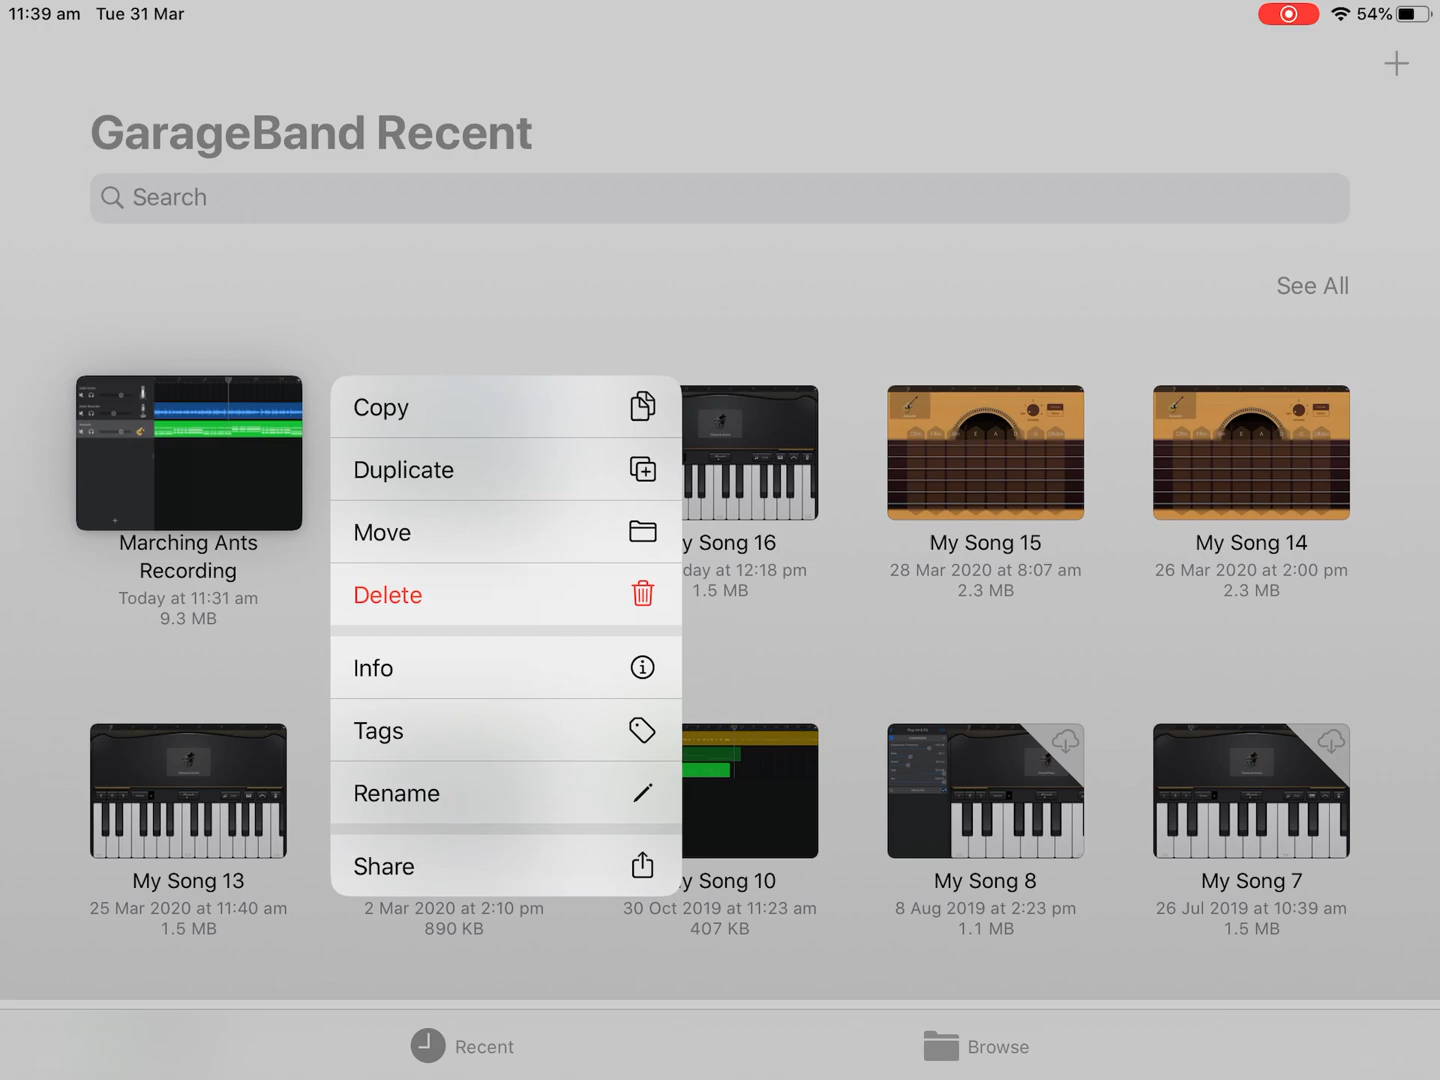 11:39 am Tue 31 Mar
54%
GarageBand Recent
Search
See All
Copy
Duplicate
Move
Delete
Info
Tags
Rename
Share
Marching Ants
Recording
Today at 11:31 am
9.3 MB
y Song 16
day at 12:18 pm
1.5 MB
My Song 15
28 Mar 2020 at 8:07 am
2.3 MB
My Song 14
26 Mar 2020 at 2:00 pm
2.3 MB
My Song 13
25 Mar 2020 at 11:40 am
1.5 MB
2 Mar 2020 at 2:10 pm
890 KB
y Song 10
30 Oct 2019 at 11:23 am
407 KB
My Song 8
8 Aug 2019 at 2:23 pm
1.1 MB
My Song 7
26 Jul 2019 at 10:39 am
1.5 MB
Recent
Browse